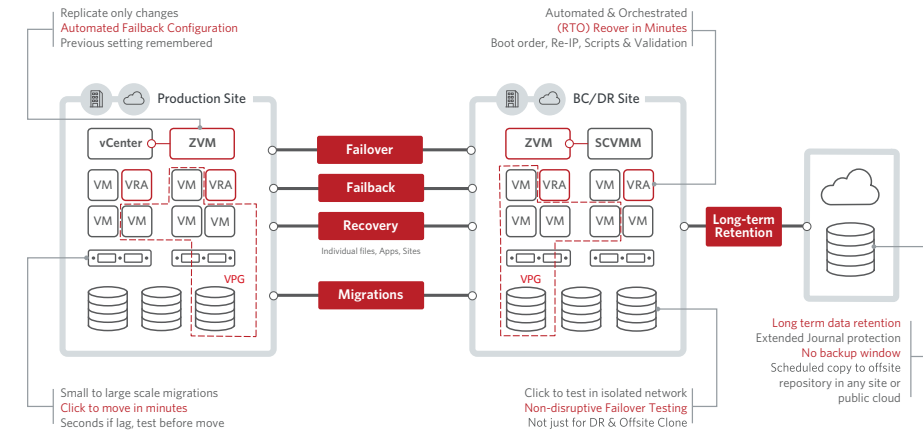 Replicate only changes
Automated Failback Configuration
Previous setting remembered
Automated & Orchestrated
(RTO) Reover in Minutes
Boot order, Re-IP, Scripts & Validation
Production Site
BC/DR Site
vCenter
ZVM
ZVM
SCVMM
Failover
VM
VRA
VM
VRA
Failback
VM
VRA
VM
VRA
VM
VM
VM
VM
Recovery
VM
VM
VM
VM
Long-term
Retention
Individual files, Apps, Sites
VPG
VPG
Migrations
Long term data retention
Extended Journal protection
No backup window
Scheduled copy to offsite
repository in any site or
public cloud
Small to large scale migrations
Click to move in minutes
Seconds if lag, test before move
Click to test in isolated network
Non-disruptive Failover Testing
Not just for DR & Offsite Clone